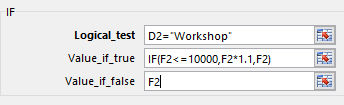 IF
Logical_test D2="Workshop"
Value_if_true IF(F2<=10000,F2*1.1,F2)
Value_if_false F2